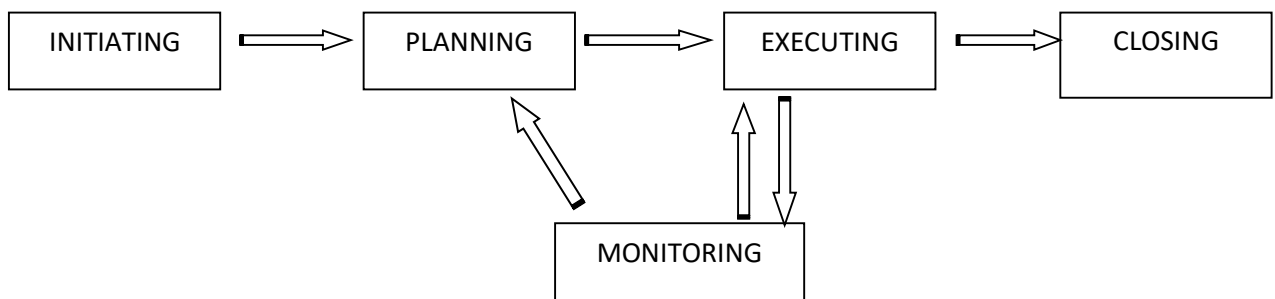 INITIATING
PLANNING
EXECUTING
CLOSING
MONITORING